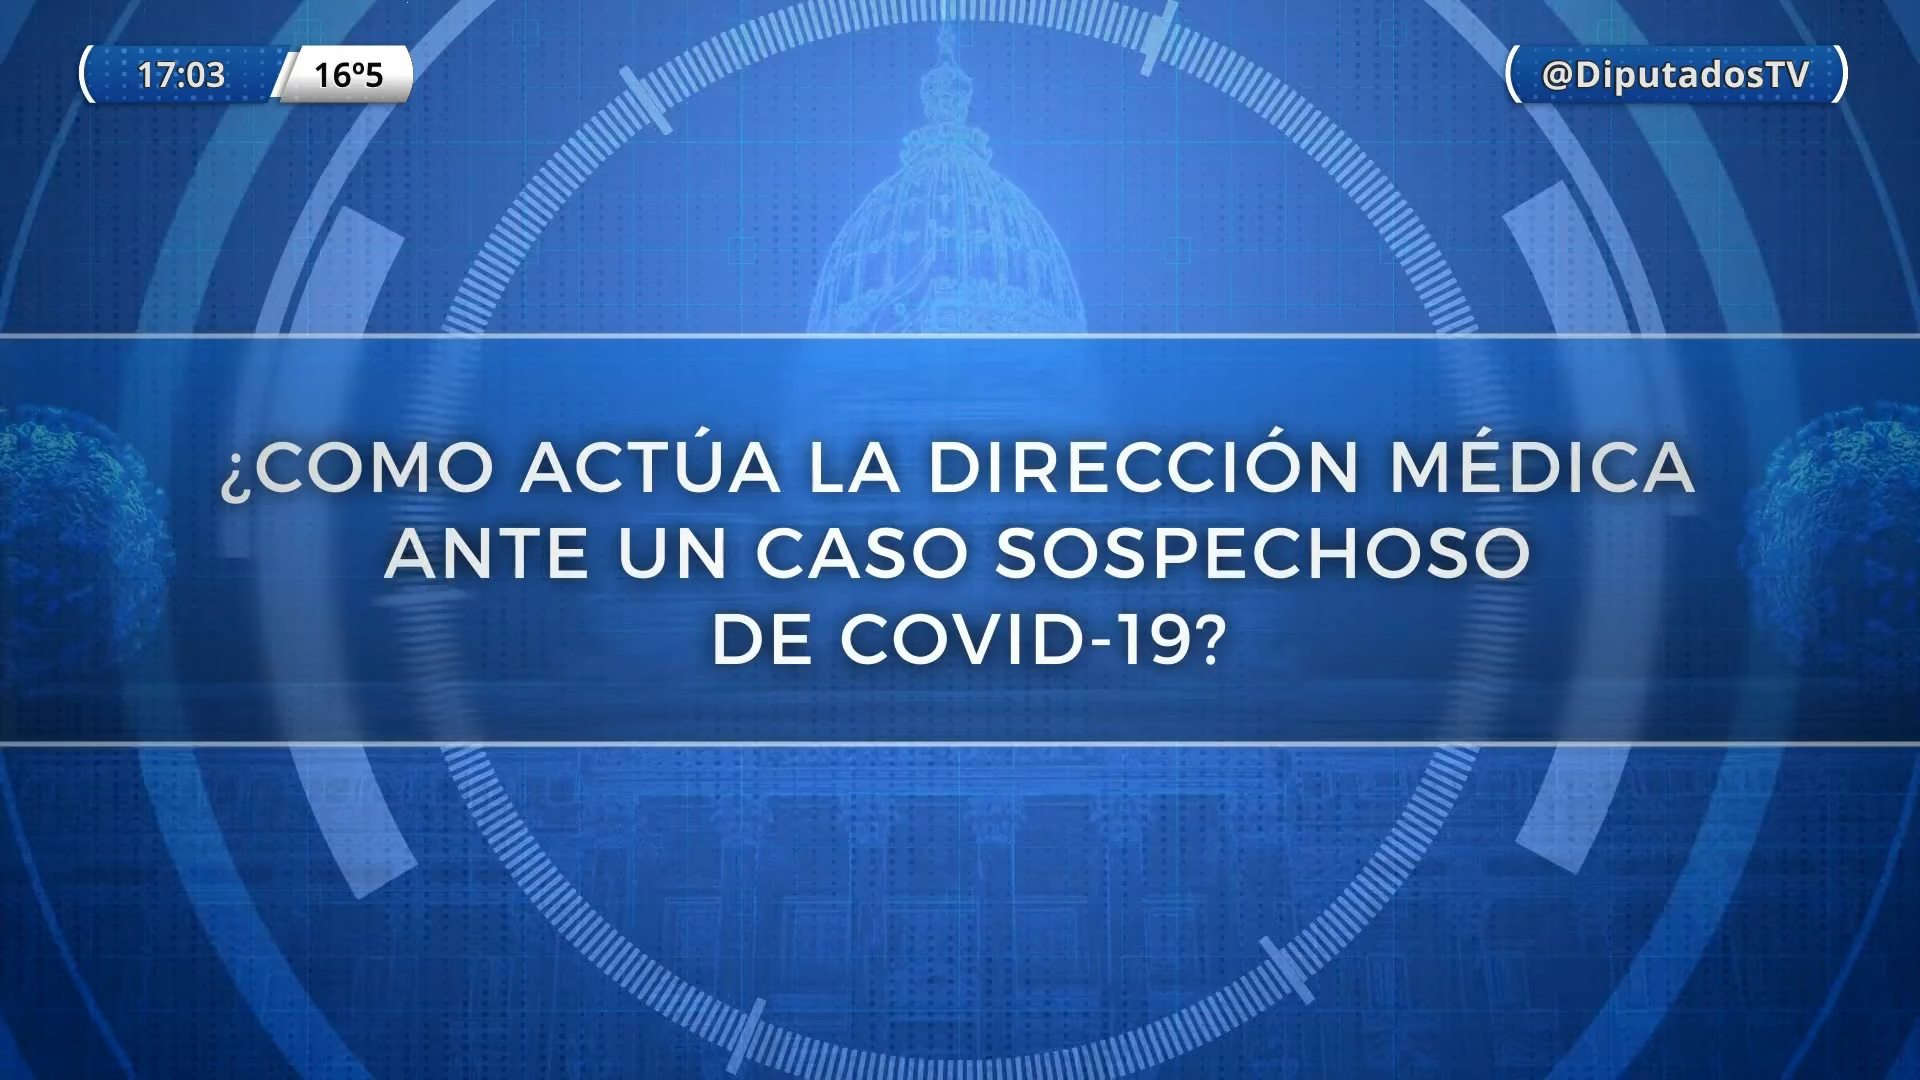 17:03 16º5 @DiputadosTV
¿COMO ACTÚA LA DIRECCIÓN MÉDICA
ANTE UN CASO SOSPECHOSO
DE COVID-19?